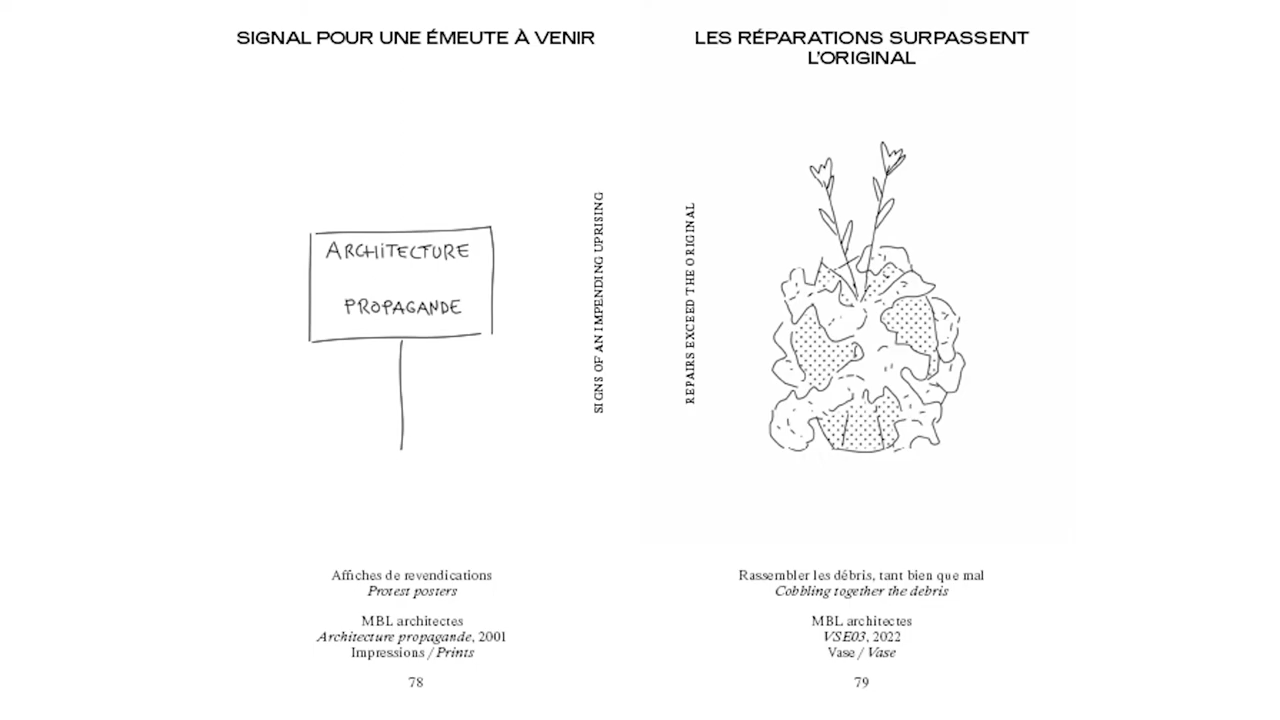 SIGNAL POUR UNE ÉMEUTE À VENIR
ARCHITECTURE
PROPAGANDE
SIGNS OF AN IMPENDING UPRISING
Affiches de revendications
Protest posters
MBL architectes
Architecture propagande, 2001
Impressions / Prints
78
LES RÉPARATIONS SURPASSENT
L'ORIGINAL
REPAIRS EXCEED THE ORIGINAL
Rassembler les débris, tant bien que mal
Cobbling together the debris
MBL architectes
VSE03, 2022
Vase / Vase
79